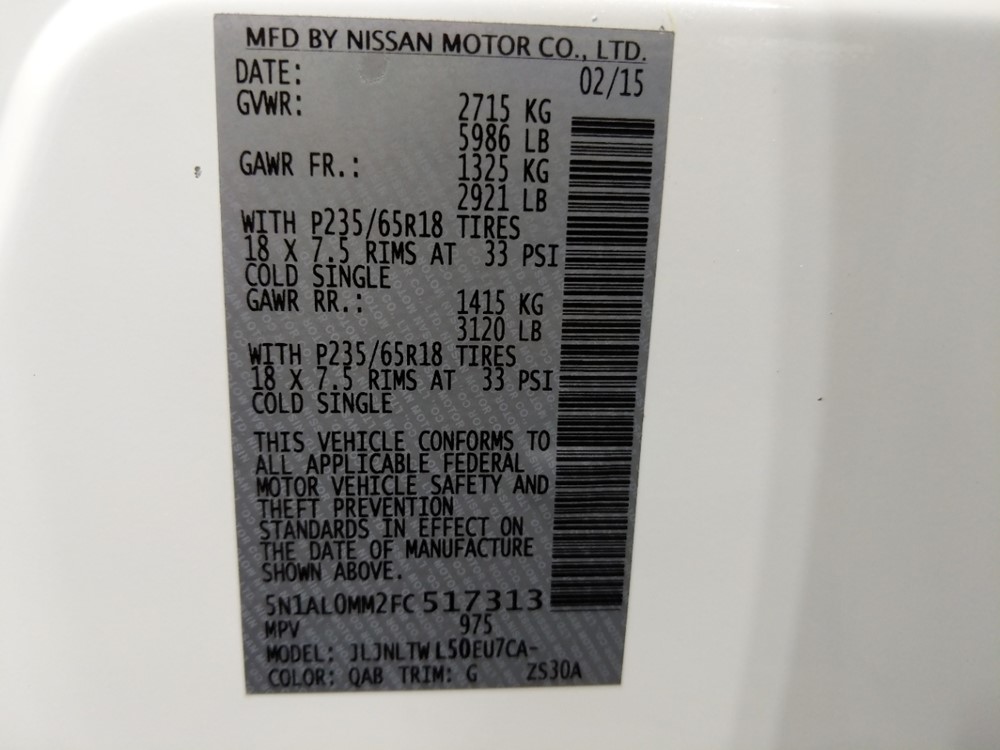 MFD BY NISSAN MOTOR CO., LTD.
DATE: 02/15
GVWR: 2715 KG
5986 LB
GAWR FR.: 1325 KG
2921 LB
WITH P235/65R18 TIRES
18 X 7.5 RIMS AT 33 PSI
COLD SINGLE
GAWR RR.: 1415 KG
3120 LB
WITH P235/65R18 TIRES
18 X 7.5 RIMS AT 33 PSI
COLD SINGLE
THIS VEHICLE CONFORMS TO
ALL APPLICABLE FEDERAL
MOTOR VEHICLE SAFETY AND
THEFT PREVENTION
STANDARDS IN EFFECT ON
THE DATE OF MANUFACTURE
SHOWN ABOVE.
5N1AL0MM2FC517313
MPV 975
MODEL: JLJNLTWL50EU7CA-
COLOR: QAB TRIM: G ZS30A